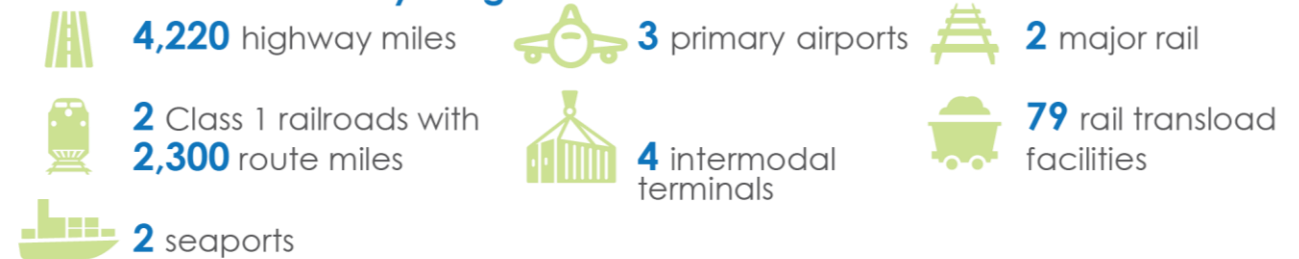 4,220 highway miles
3 primary airports
2 major rail
2 Class 1 railroads with
2,300 route miles
4 intermodal
terminals
79 rail transload
facilities
2 seaports